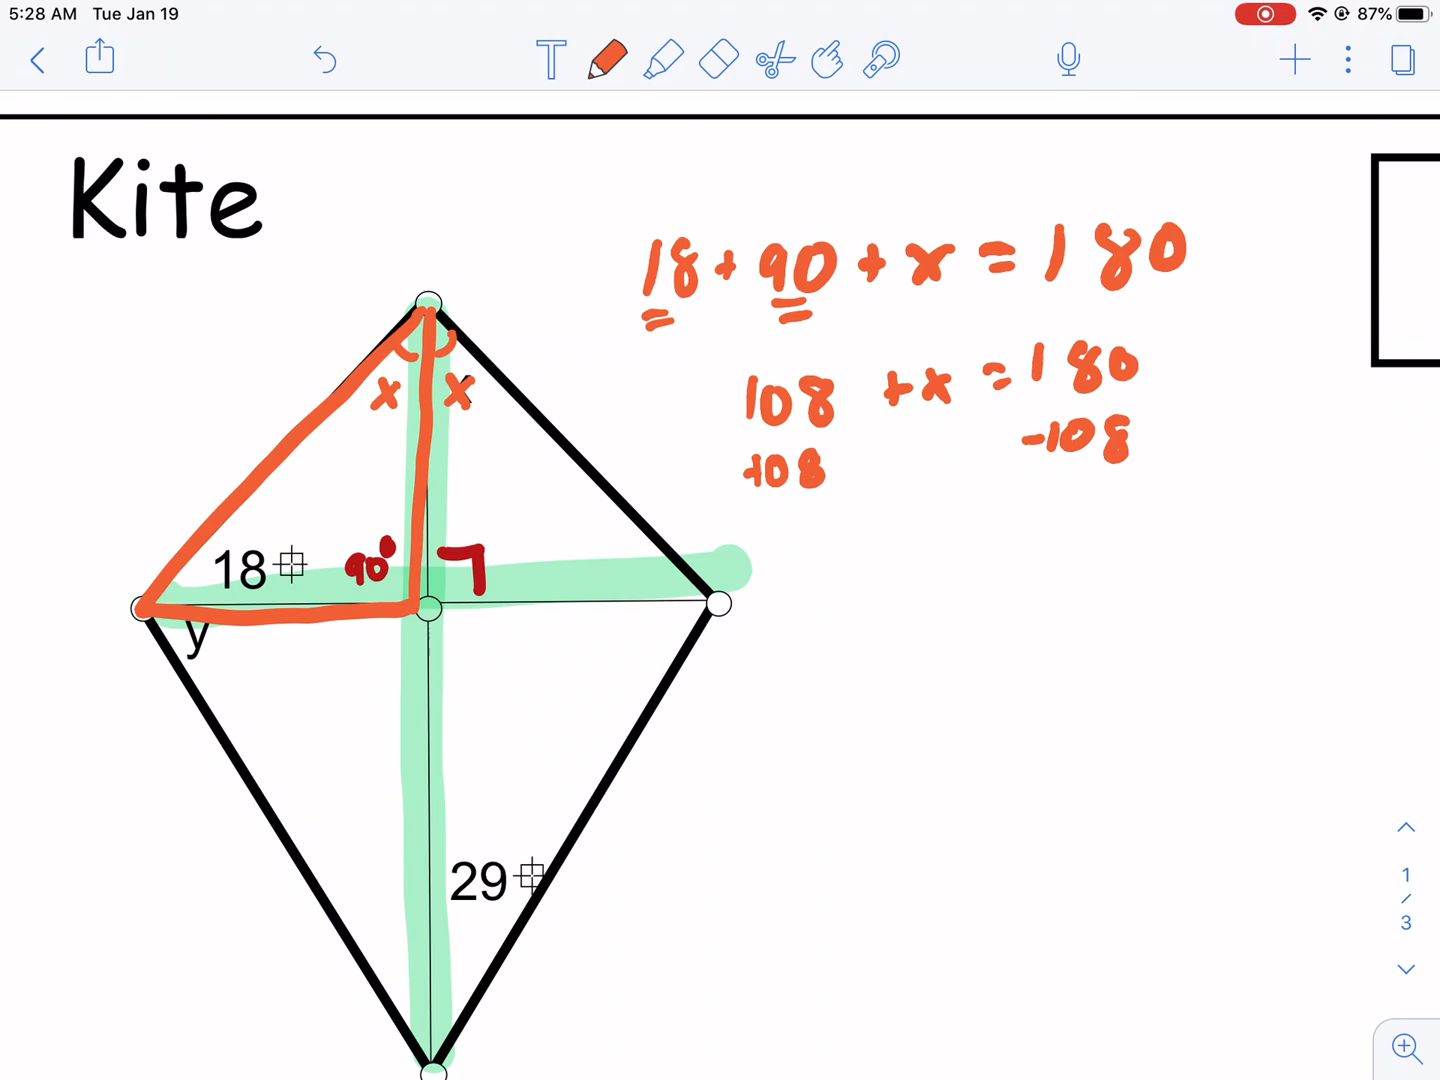 5:28 AM Tue Jan 19
87%
T
Kite
18 + 90 + x = 180
108 + x = 180
-108 -108
x x
18 90°
y
29
1
/
3